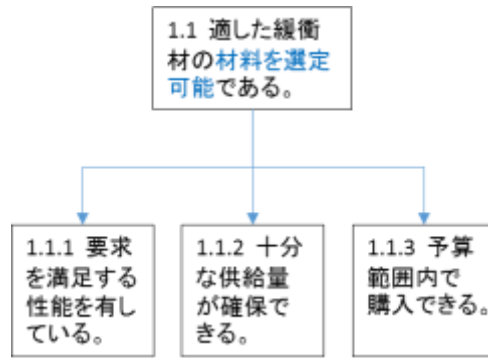 1.1 適した緩衝
材の材料を選定
可能である。
1.1.1 要求
を満足する
性能を有し
ている。
1.1.2 十分
な供給量
が確保で
きる。
1.1.3 予算
範囲内で
購入できる。